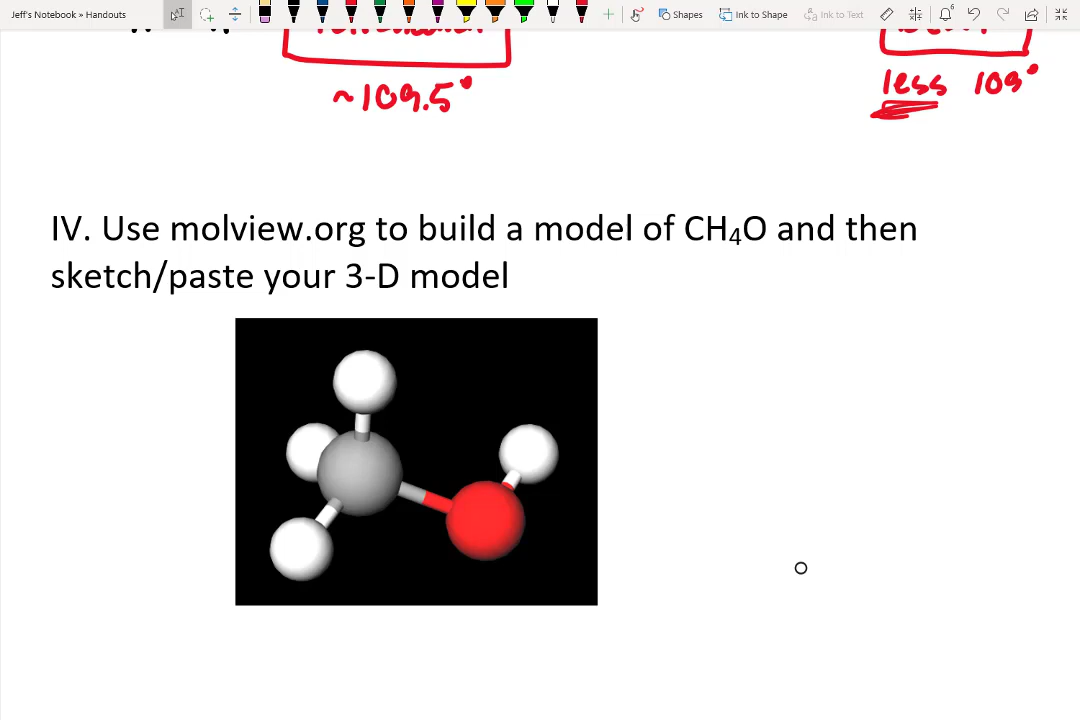 Jeff's Notebook » Handouts
Shapes
Ink to Shape
Ink to Text
6
~109.5°
less 109°
IV. Use molview.org to build a model of CH₄O and then
sketch/paste your 3-D model